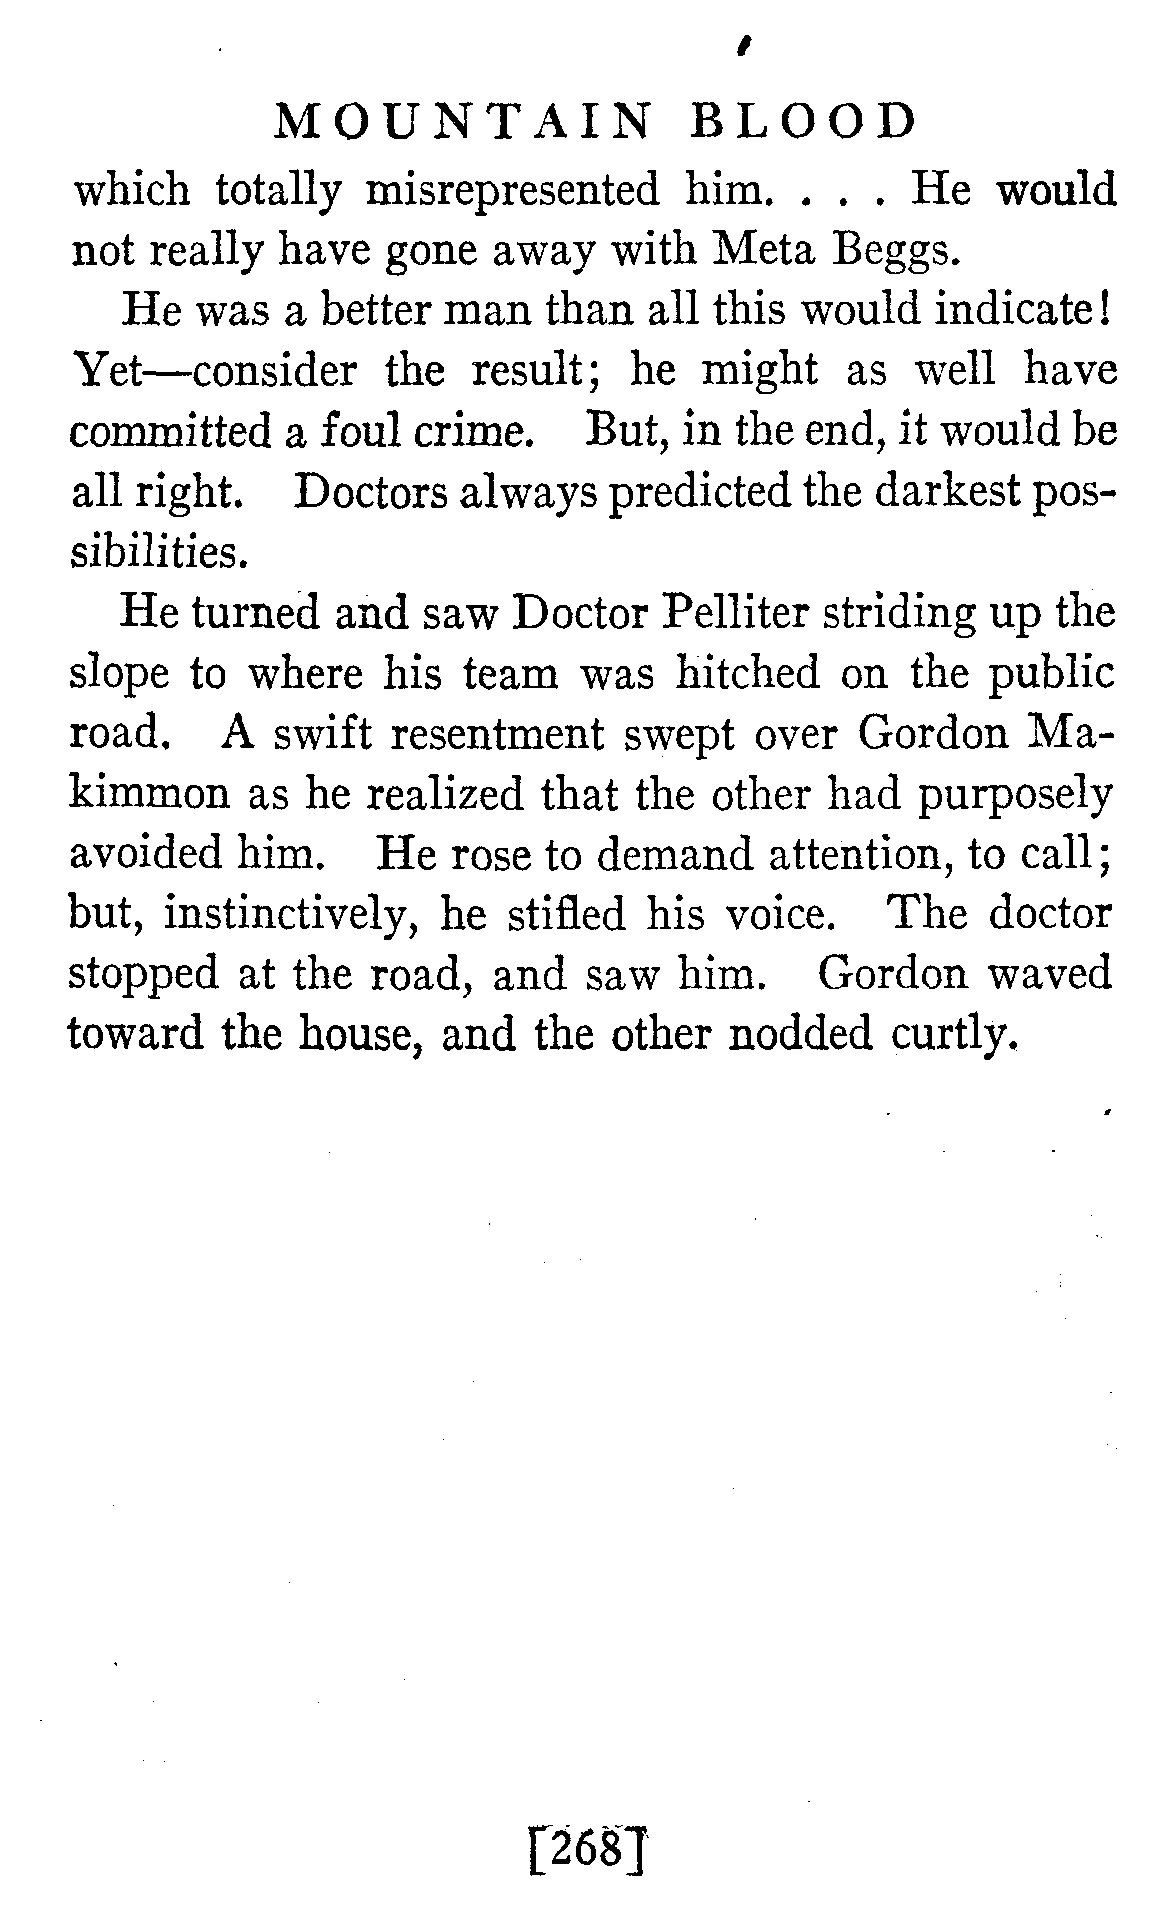 MOUNTAIN BLOOD
which totally misrepresented him. . . . He would
not really have gone away with Meta Beggs.
He was a better man than all this would indicate!
Yet—consider the result; he might as well have
committed a foul crime. But, in the end, it would be
all right. Doctors always predicted the darkest pos-
sibilities.
He turned and saw Doctor Pelliter striding up the
slope to where his team was hitched on the public
road. A swift resentment swept over Gordon Ma-
kimmon as he realized that the other had purposely
avoided him. He rose to demand attention, to call;
but, instinctively, he stifled his voice. The doctor
stopped at the road, and saw him. Gordon waved
toward the house, and the other nodded curtly.
[268]